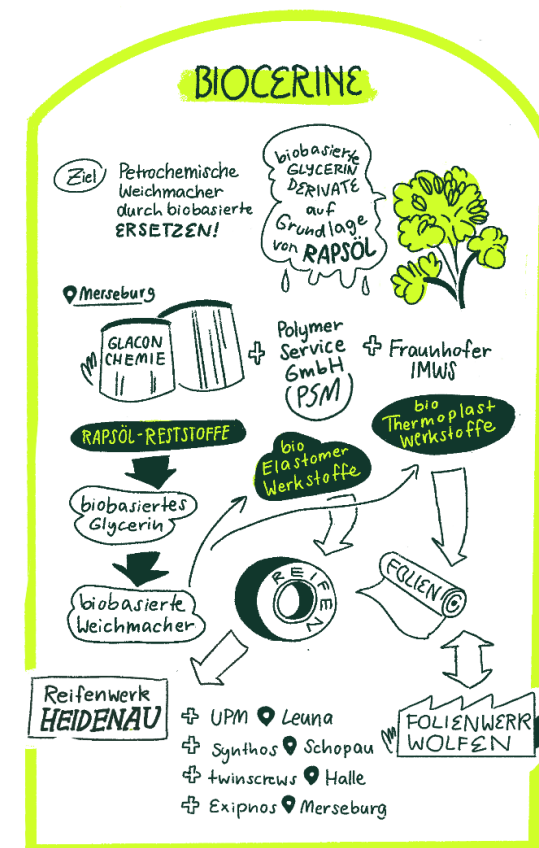 BIOCERINE
Ziel
Petrochemische
Weichmacher
durch biobasierte
ERSETZEN!
biobasierte
GLYCERIN
DERIVATE
auf
Grundlage
von RAPSÖL
Merseburg
GLACON
CHEMIE
+ Polymer
Service
GmbH
(PSM)
+ Fraunhofer
IMWS
RAPSÖL-RESTSTOFFE
bio
Elastomer
Werkstoffe
bio
Thermoplast
Werkstoffe
biobasiertes
Glycerin
biobasierte
Weichmacher
REIFEN
FOLIEN
Reifenwerk
HEIDENAU
+ UPM Leuna
+ Synthos Schopau
+ twinscrews Halle
+ Exipnos Merseburg
FOLIENWERK
WOLFEN